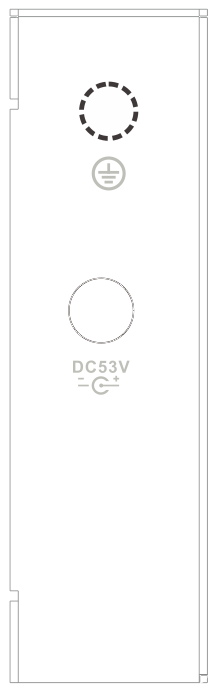 DC53V
- +